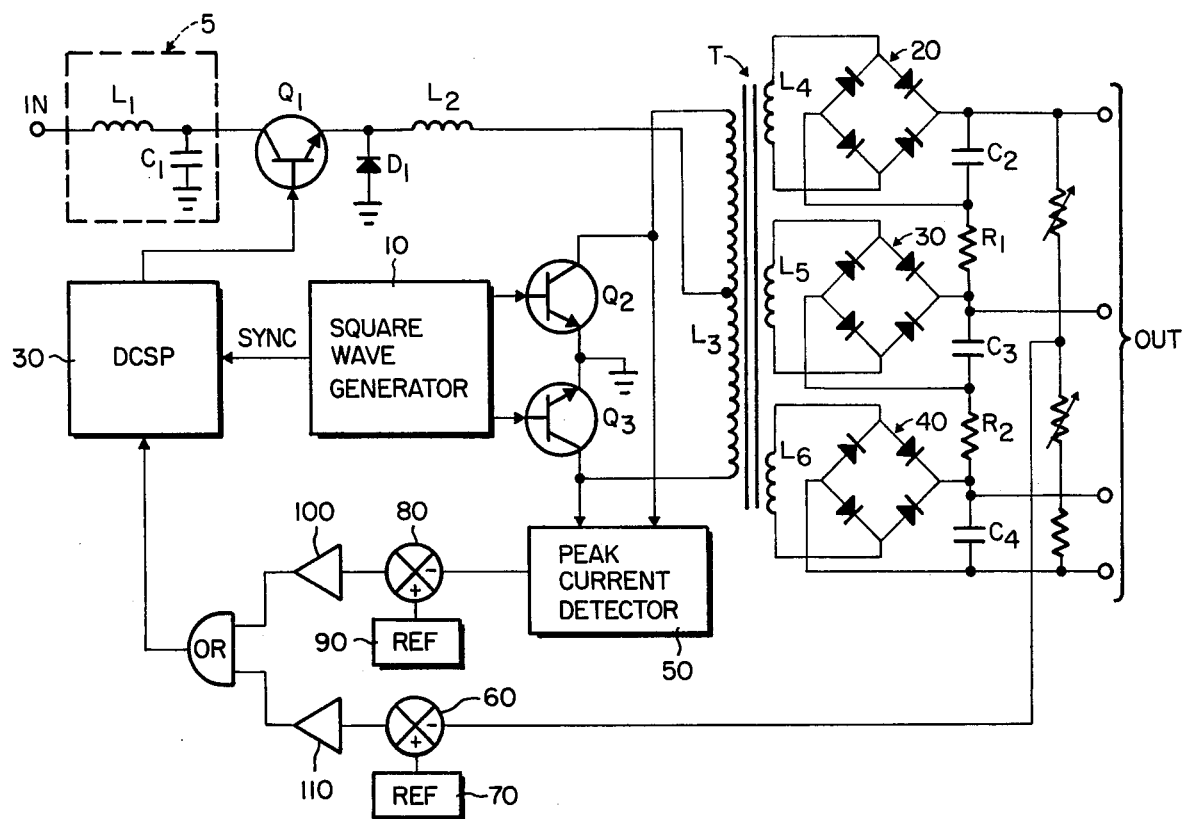 5
T
20
IN
L1
Q1
L2
L4
C1
D1
C2
10
30
R1
Q2
L5
SQUARE
WAVE
GENERATOR
SYNC
30
DCSP
L3
C3
OUT
Q3
R2
40
L6
100
80
PEAK
CURRENT
DETECTOR
C4
-
+
OR
90
REF
50
60
-
+
110
REF
70